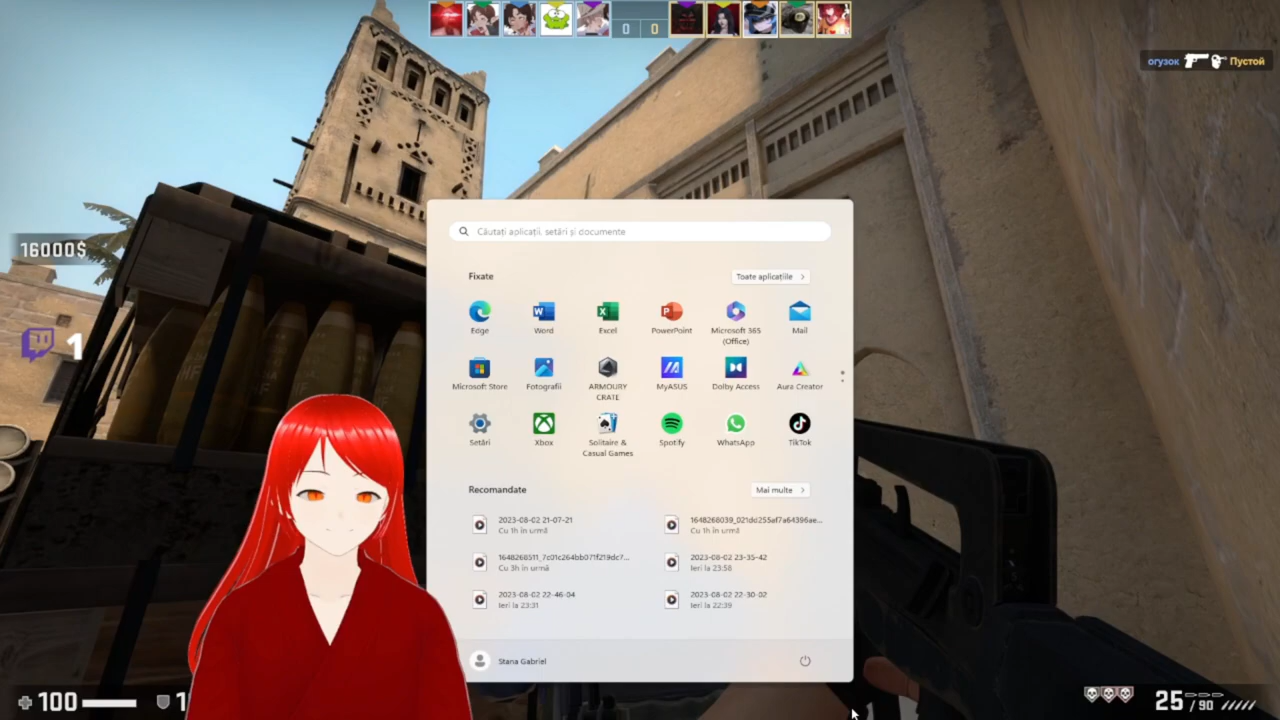 0 0
огузок Пустой
16000$
1
Căutați aplicații, setări și documente
Fixate
Toate aplicațiile
Edge
Word
Excel
PowerPoint
Microsoft 365
(Office)
Mail
Microsoft Store
Fotografii
ARMOURY
CRATE
MyASUS
Dolby Access
Aura Creator
Setări
Xbox
Solitaire &
Casual Games
Spotify
WhatsApp
TikTok
Recomandate
Mai multe
2023-08-02 21-07-21
Cu 1h în urmă
1648268039_021dd255af7a64396ae...
Cu 1h în urmă
1648268511_7c01c264bb071f219dc7...
Cu 3h în urmă
2023-08-02 23-35-42
Ieri la 23:58
2023-08-02 22-46-04
Ieri la 23:31
2023-08-02 22-30-02
Ieri la 22:39
Stana Gabriel
100
1
25 / 90